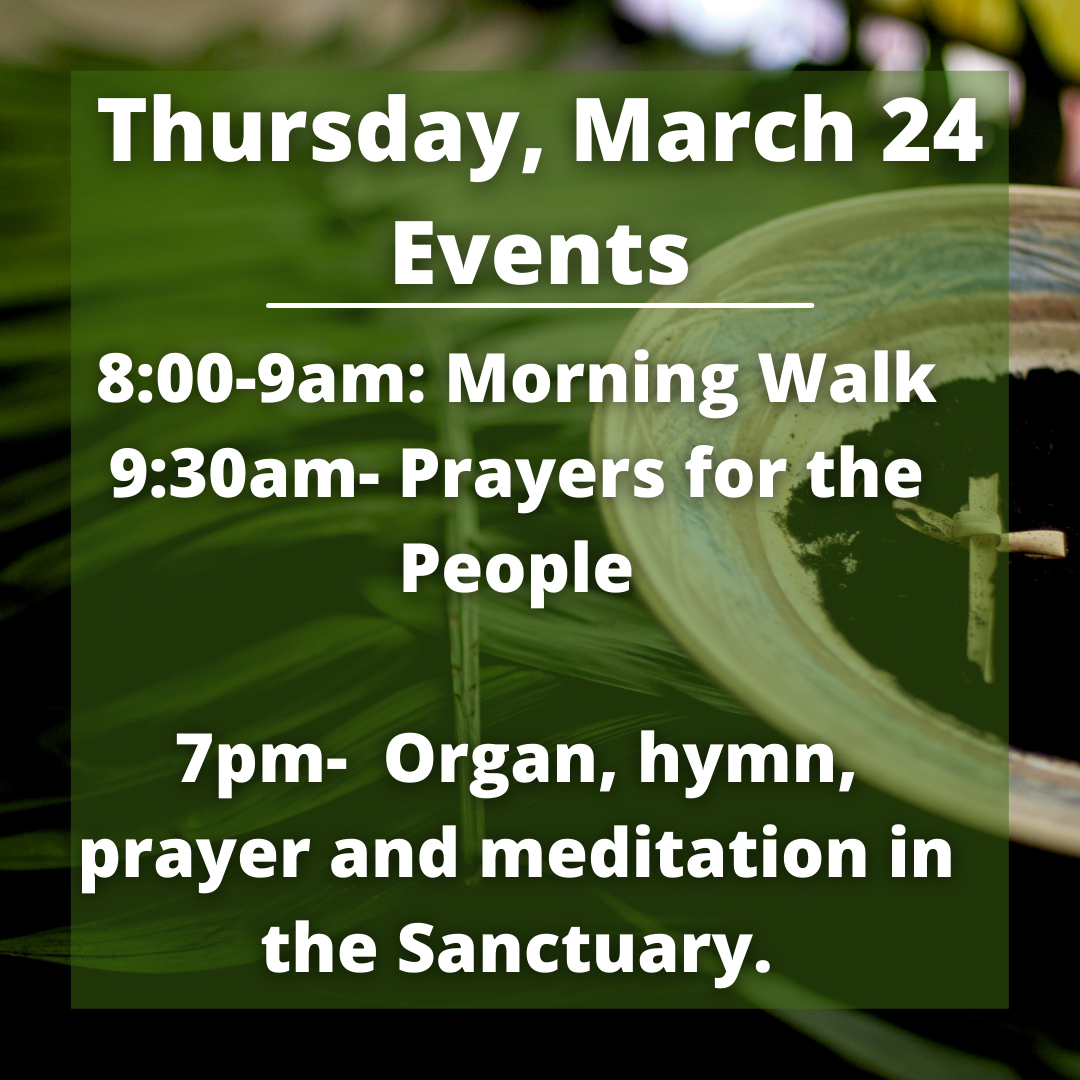 Thursday, March 24
Events
8:00-9am: Morning Walk
9:30am- Prayers for the
People
7pm-  Organ, hymn,
prayer and meditation in
the Sanctuary.